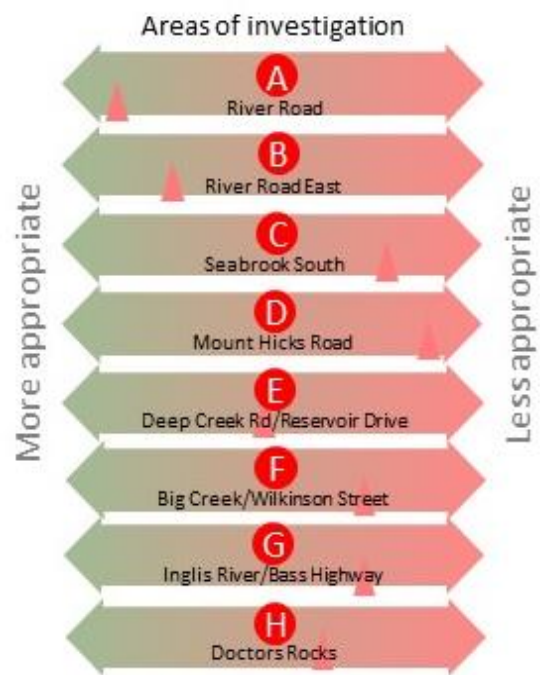 Areas of investigation
A
River Road
B
River Road East
C
Seabrook South
D
Mount Hicks Road
E
Deep Creek Rd/Reservoir Drive
F
Big Creek/Wilkinson Street
G
Inglis River/Bass Highway
H
Doctors Rocks
More appropriate
Less appropriate